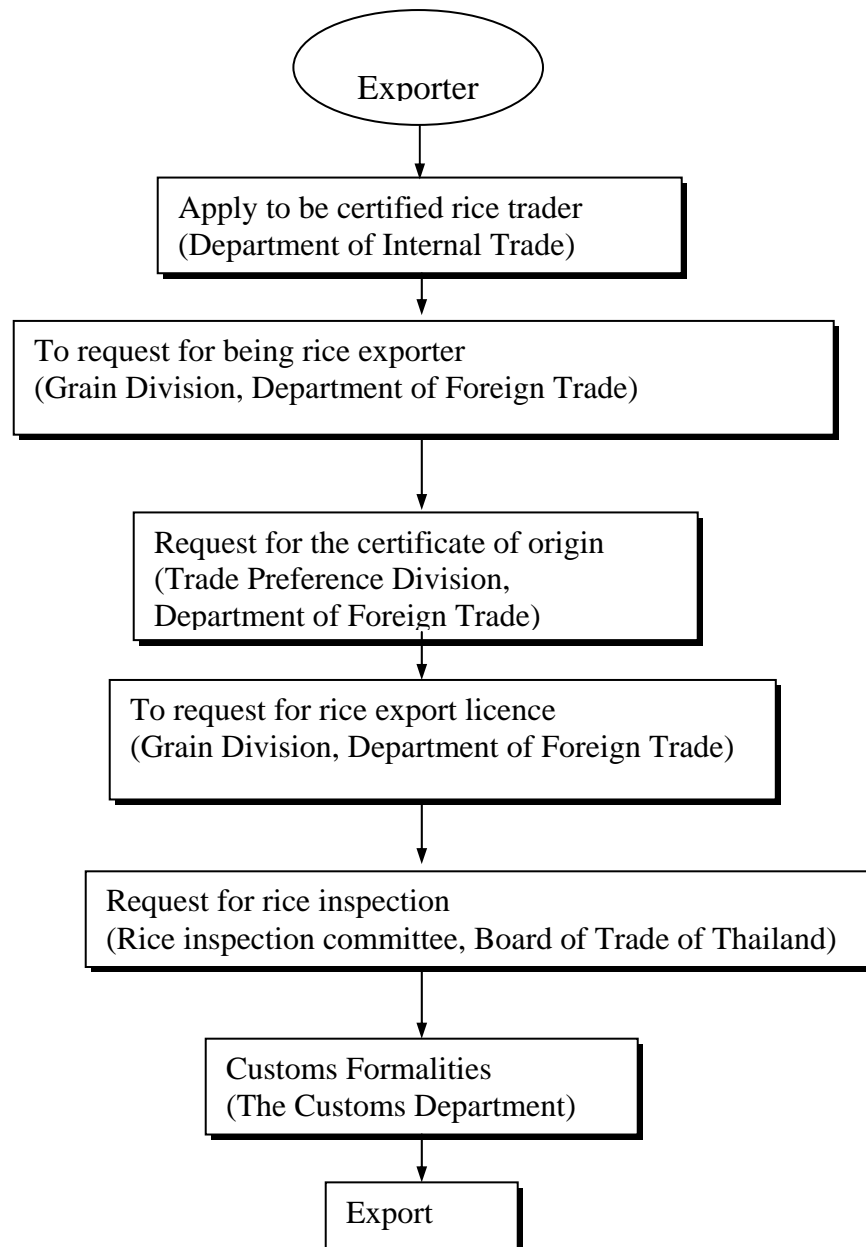 Exporter
Apply to be certified rice trader
(Department of Internal Trade)
To request for being rice exporter
(Grain Division, Department of Foreign Trade)
Request for the certificate of origin
(Trade Preference Division,
Department of Foreign Trade)
To request for rice export licence
(Grain Division, Department of Foreign Trade)
Request for rice inspection
(Rice inspection committee, Board of Trade of Thailand)
Customs Formalities
(The Customs Department)
Export